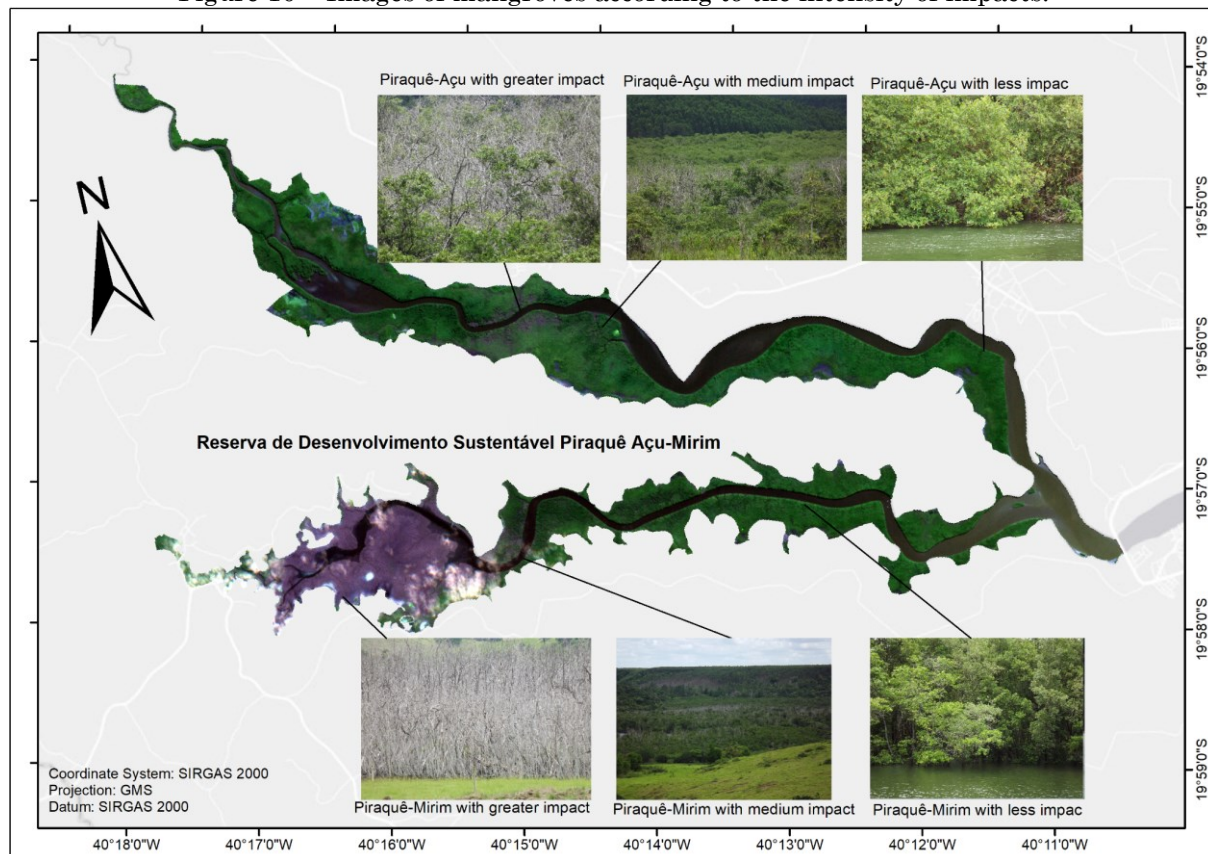 Figure 10 – Images of mangroves according to the intensity of impacts.
Piraquê-Açu with greater impact
Piraquê-Açu with medium impact
Piraquê-Açu with less impac
N
Reserva de Desenvolvimento Sustentável Piraquê Açu-Mirim
Piraquê-Mirim with greater impact
Piraquê-Mirim with medium impact
Piraquê-Mirim with less impac
Coordinate System: SIRGAS 2000
Projection: GMS
Datum: SIRGAS 2000
19°54'0"S
19°55'0"S
19°56'0"S
19°57'0"S
19°58'0"S
19°59'0"S
40°18'0"W
40°17'0"W
40°16'0"W
40°15'0"W
40°14'0"W
40°13'0"W
40°12'0"W
40°11'0"W
40°10'0"W